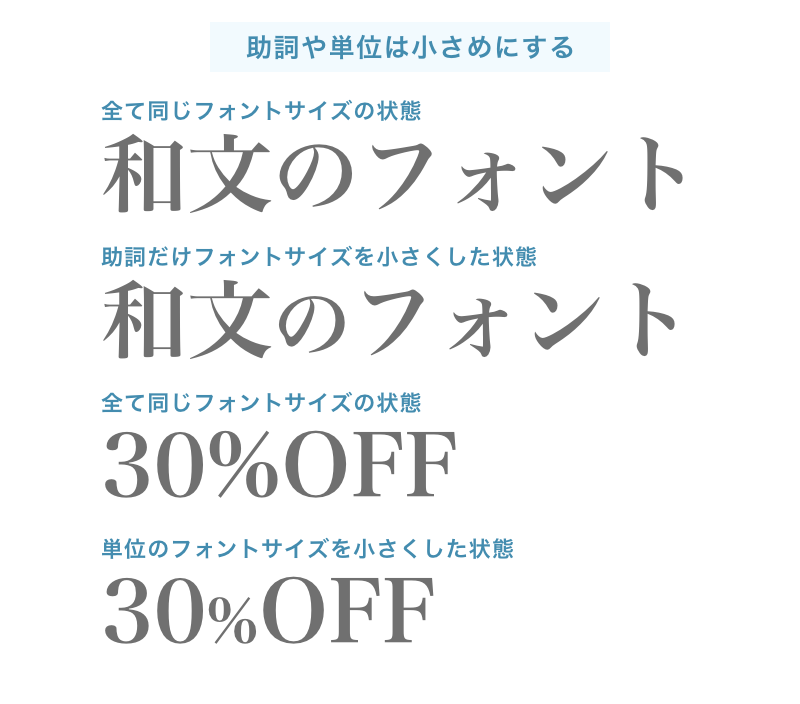 助詞や単位は小さめにする
全て同じフォントサイズの状態
和文のフォント
助詞だけフォントサイズを小さくした状態
和文のフォント
全て同じフォントサイズの状態
30%OFF
単位のフォントサイズを小さくした状態
30%OFF